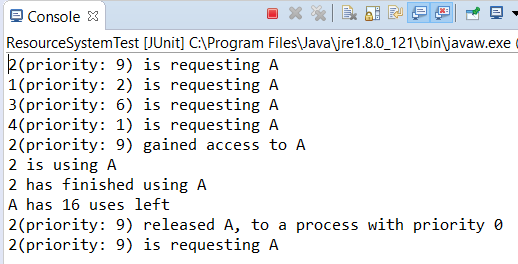 Console
ResourceSystemTest [JUnit] C:\Program Files\Java\jre1.8.0_121\bin\javaw.exe (
2(priority: 9) is requesting A
1(priority: 2) is requesting A
3(priority: 6) is requesting A
4(priority: 1) is requesting A
2(priority: 9) gained access to A
2 is using A
2 has finished using A
A has 16 uses left
2(priority: 9) released A, to a process with priority 0
2(priority: 9) is requesting A